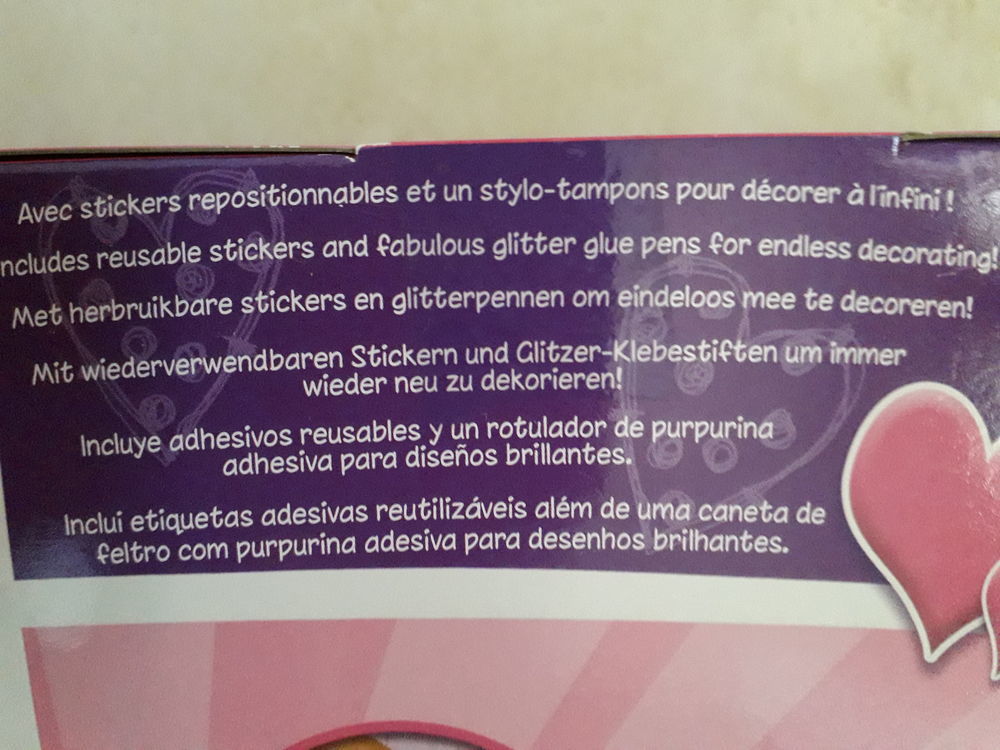 Avec stickers repositionnables et un stylo-tampons pour décorer à l'infini !
ncludes reusable stickers and fabulous glitter glue pens for endless decorating!
Met herbruikbare stickers en glitterpennen om eindeloos mee te decoreren!
Mit wiederverwendbaren Stickern und Glitzer-Klebestiften um immer
wieder neu zu dekorieren!
Incluye adhesivos reusables y un rotulador de purpurina
adhesiva para diseños brillantes.
Inclui etiquetas adesivas reutilizáveis além de uma caneta de
feltro com purpurina adesiva para desenhos brilhantes.